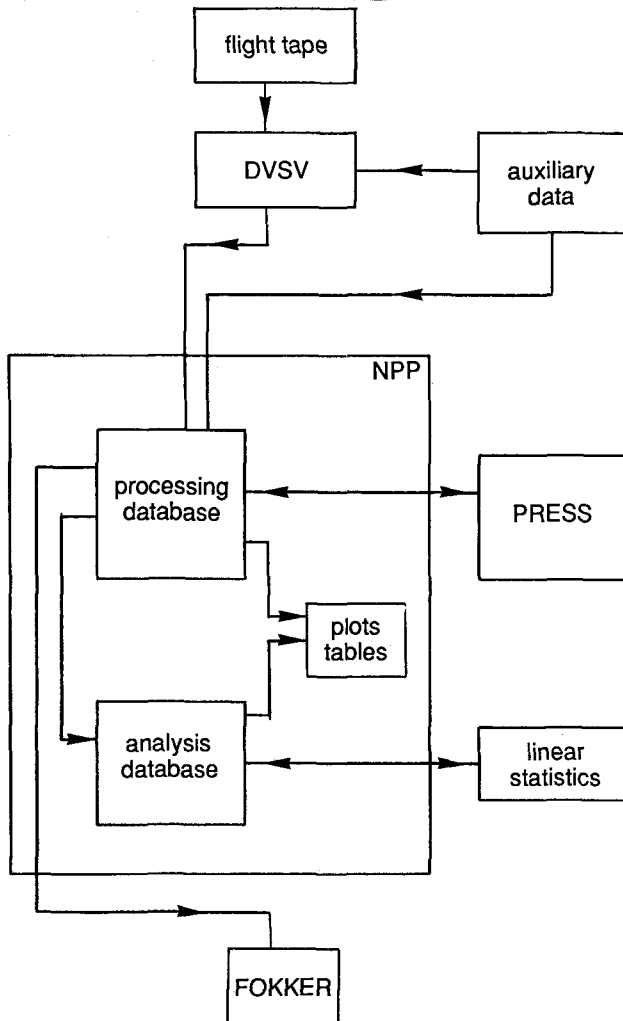 flight tape
DVSV
auxiliary
data
NPP
processing
database
PRESS
plots
tables
analysis
database
linear
statistics
FOKKER